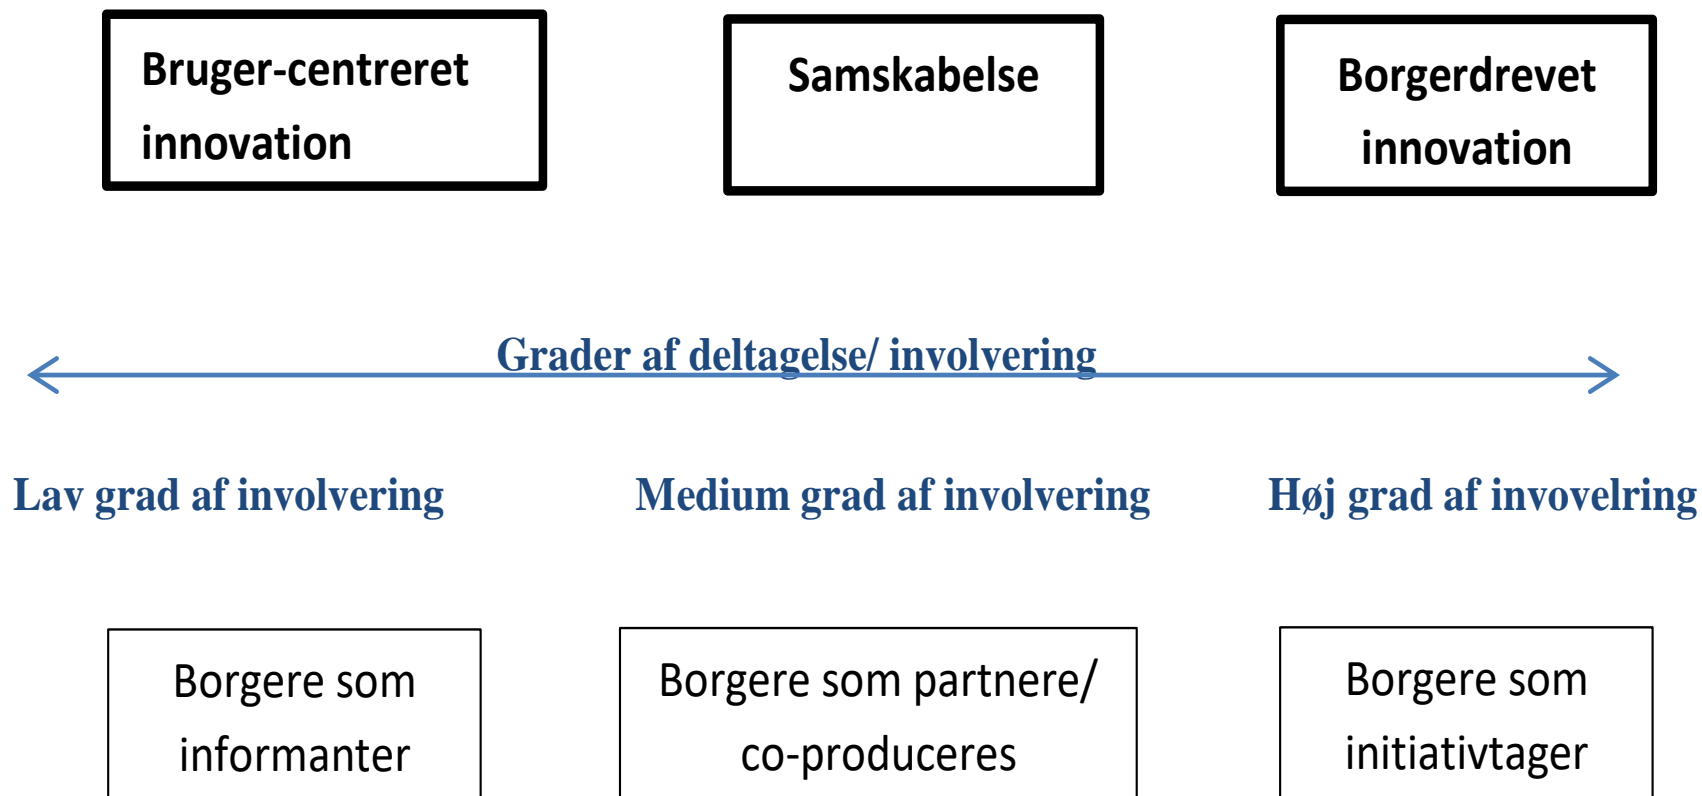 Bruger-centreret
innovation
Samskabelse
Borgerdrevet
innovation
Grader af deltagelse/ involvering
Lav grad af involvering
Medium grad af involvering
Høj grad af invovelring
Borgere som
informanter
Borgere som partnere/
co-produceres
Borgere som
initiativtager